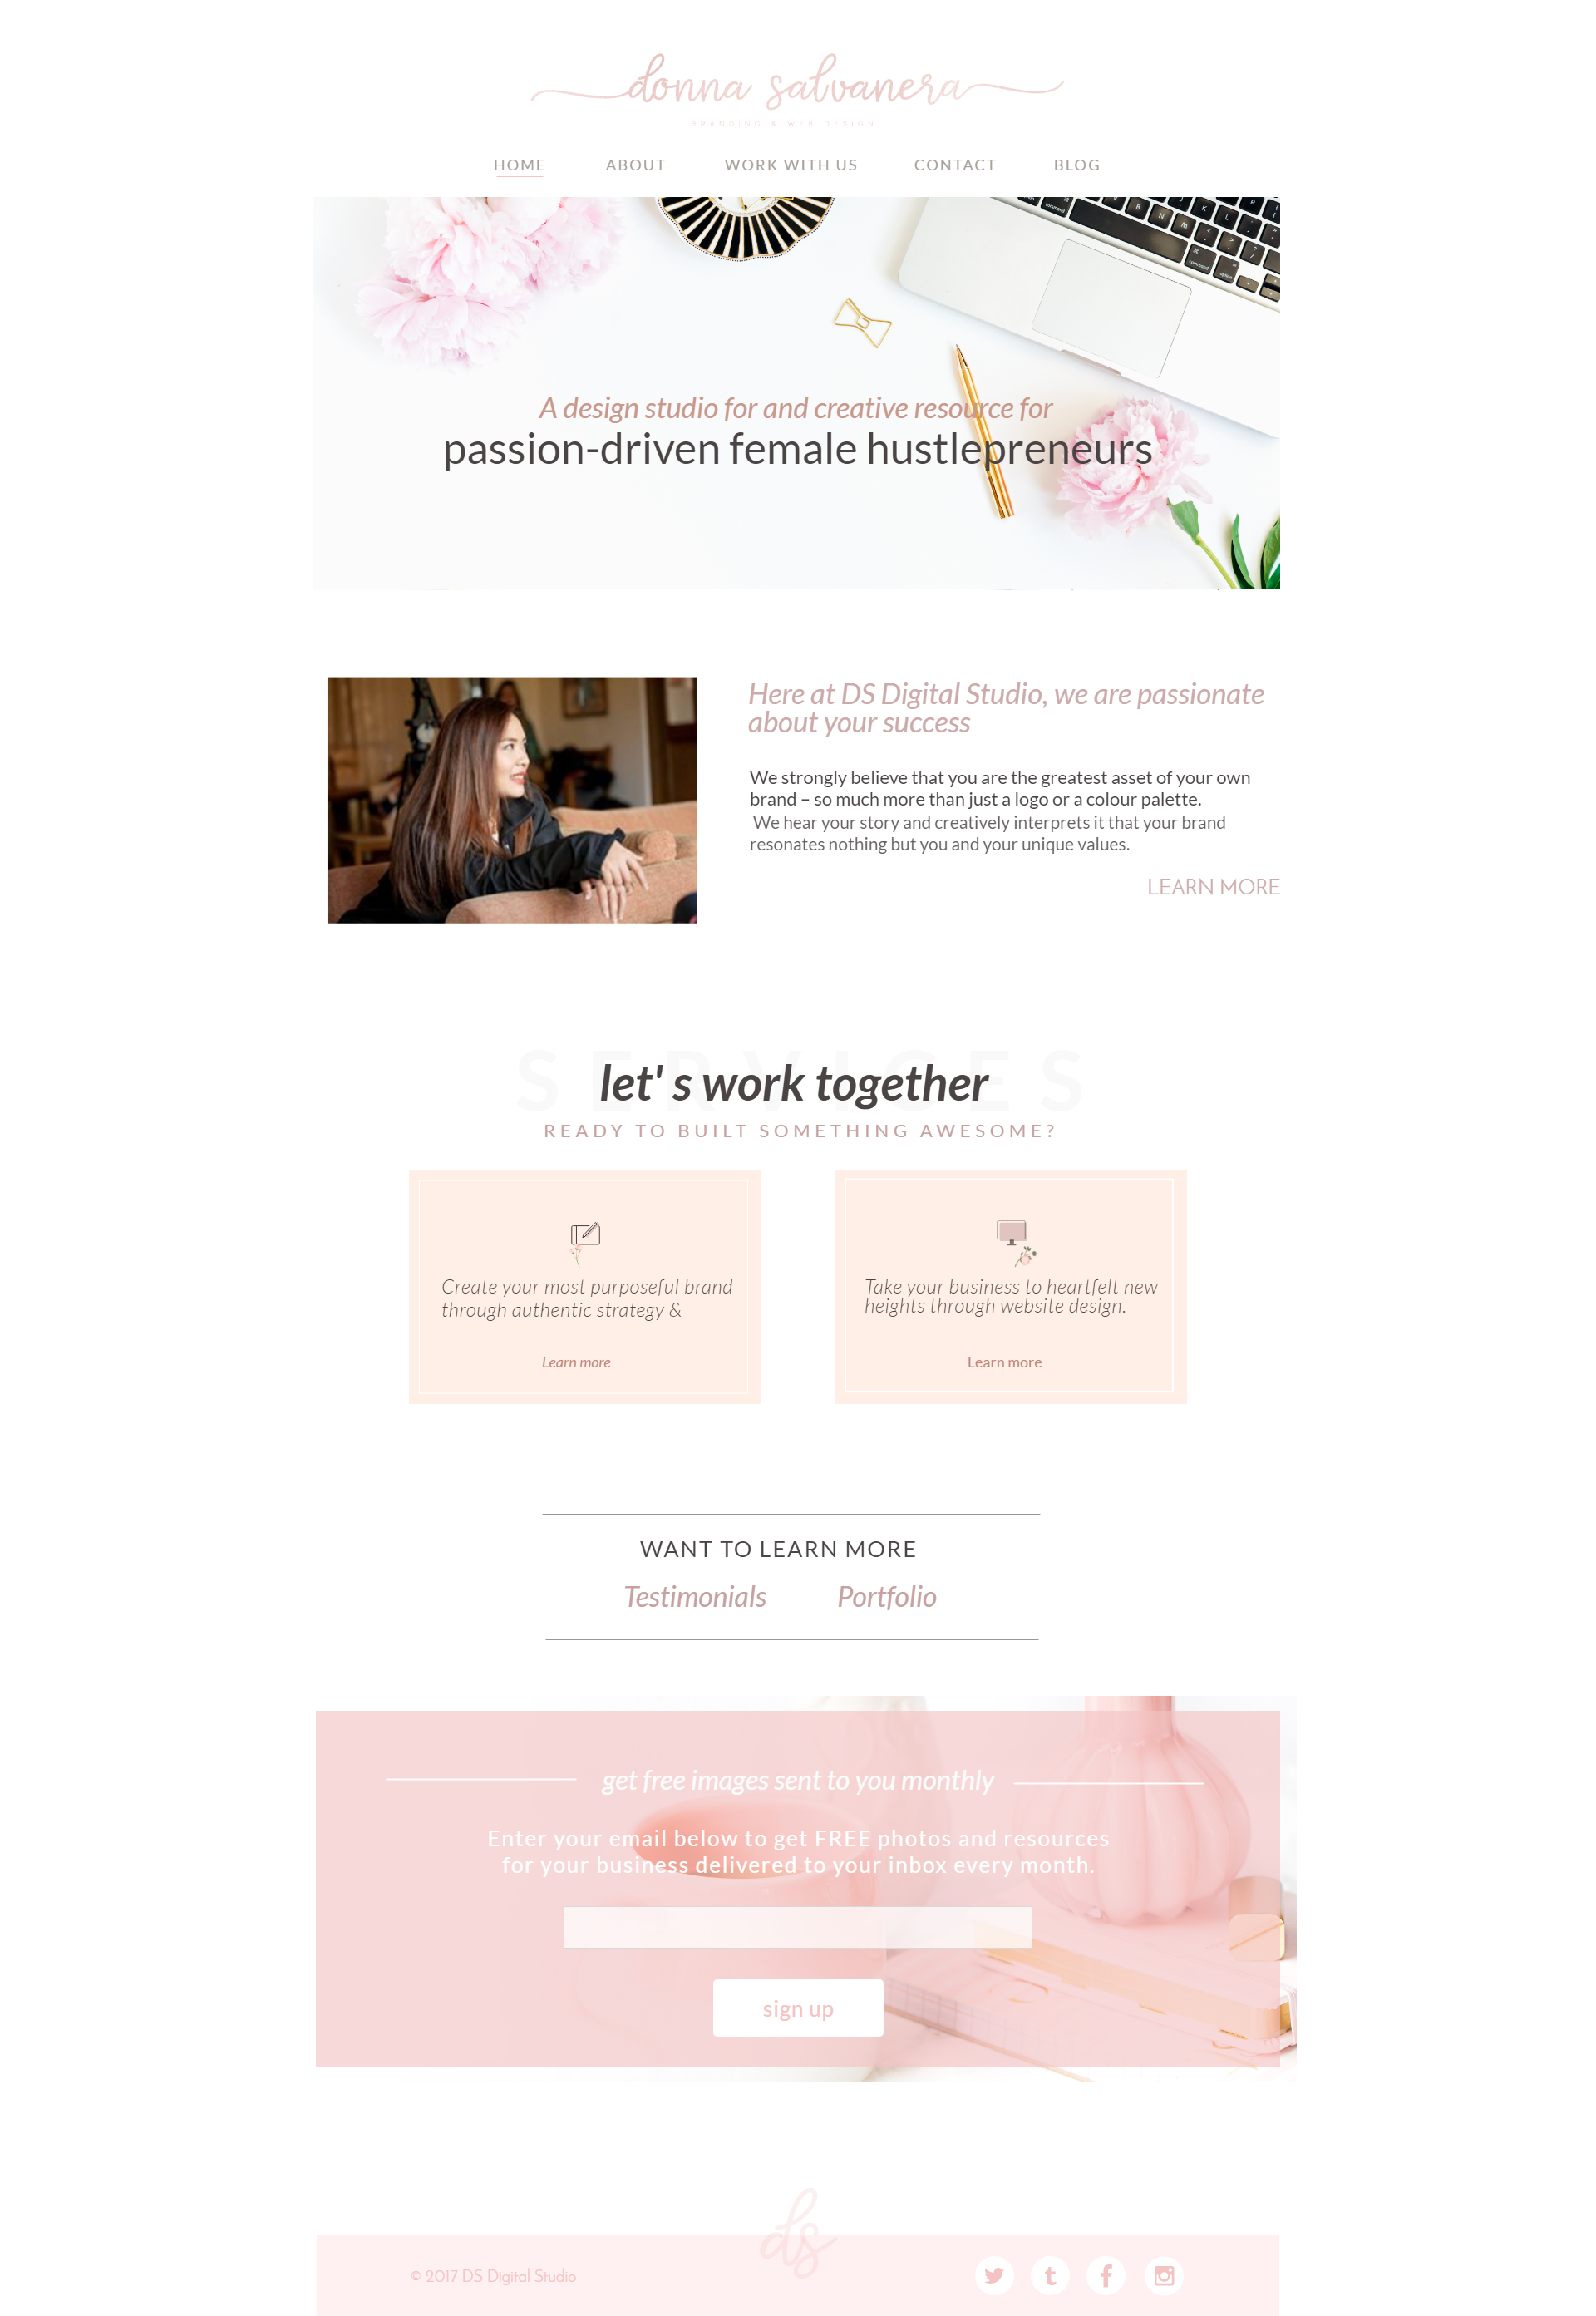 donna salvanera
BRANDING & WEB DESIGN
HOME ABOUT WORK WITH US CONTACT BLOG
A design studio for and creative resource for
passion-driven female hustlepreneurs
Here at DS Digital Studio, we are passionate
about your success
We strongly believe that you are the greatest asset of your own
brand – so much more than just a logo or a colour palette.
We hear your story and creatively interprets it that your brand
resonates nothing but you and your unique values.
LEARN MORE
SERVICES
let' s work together
READY TO BUILT SOMETHING AWESOME?
Create your most purposeful brand
through authentic strategy &
Learn more
Take your business to heartfelt new
heights through website design.
Learn more
WANT TO LEARN MORE
Testimonials Portfolio
get free images sent to you monthly
Enter your email below to get FREE photos and resources
for your business delivered to your inbox every month.
sign up
ds
© 2017 DS Digital Studio